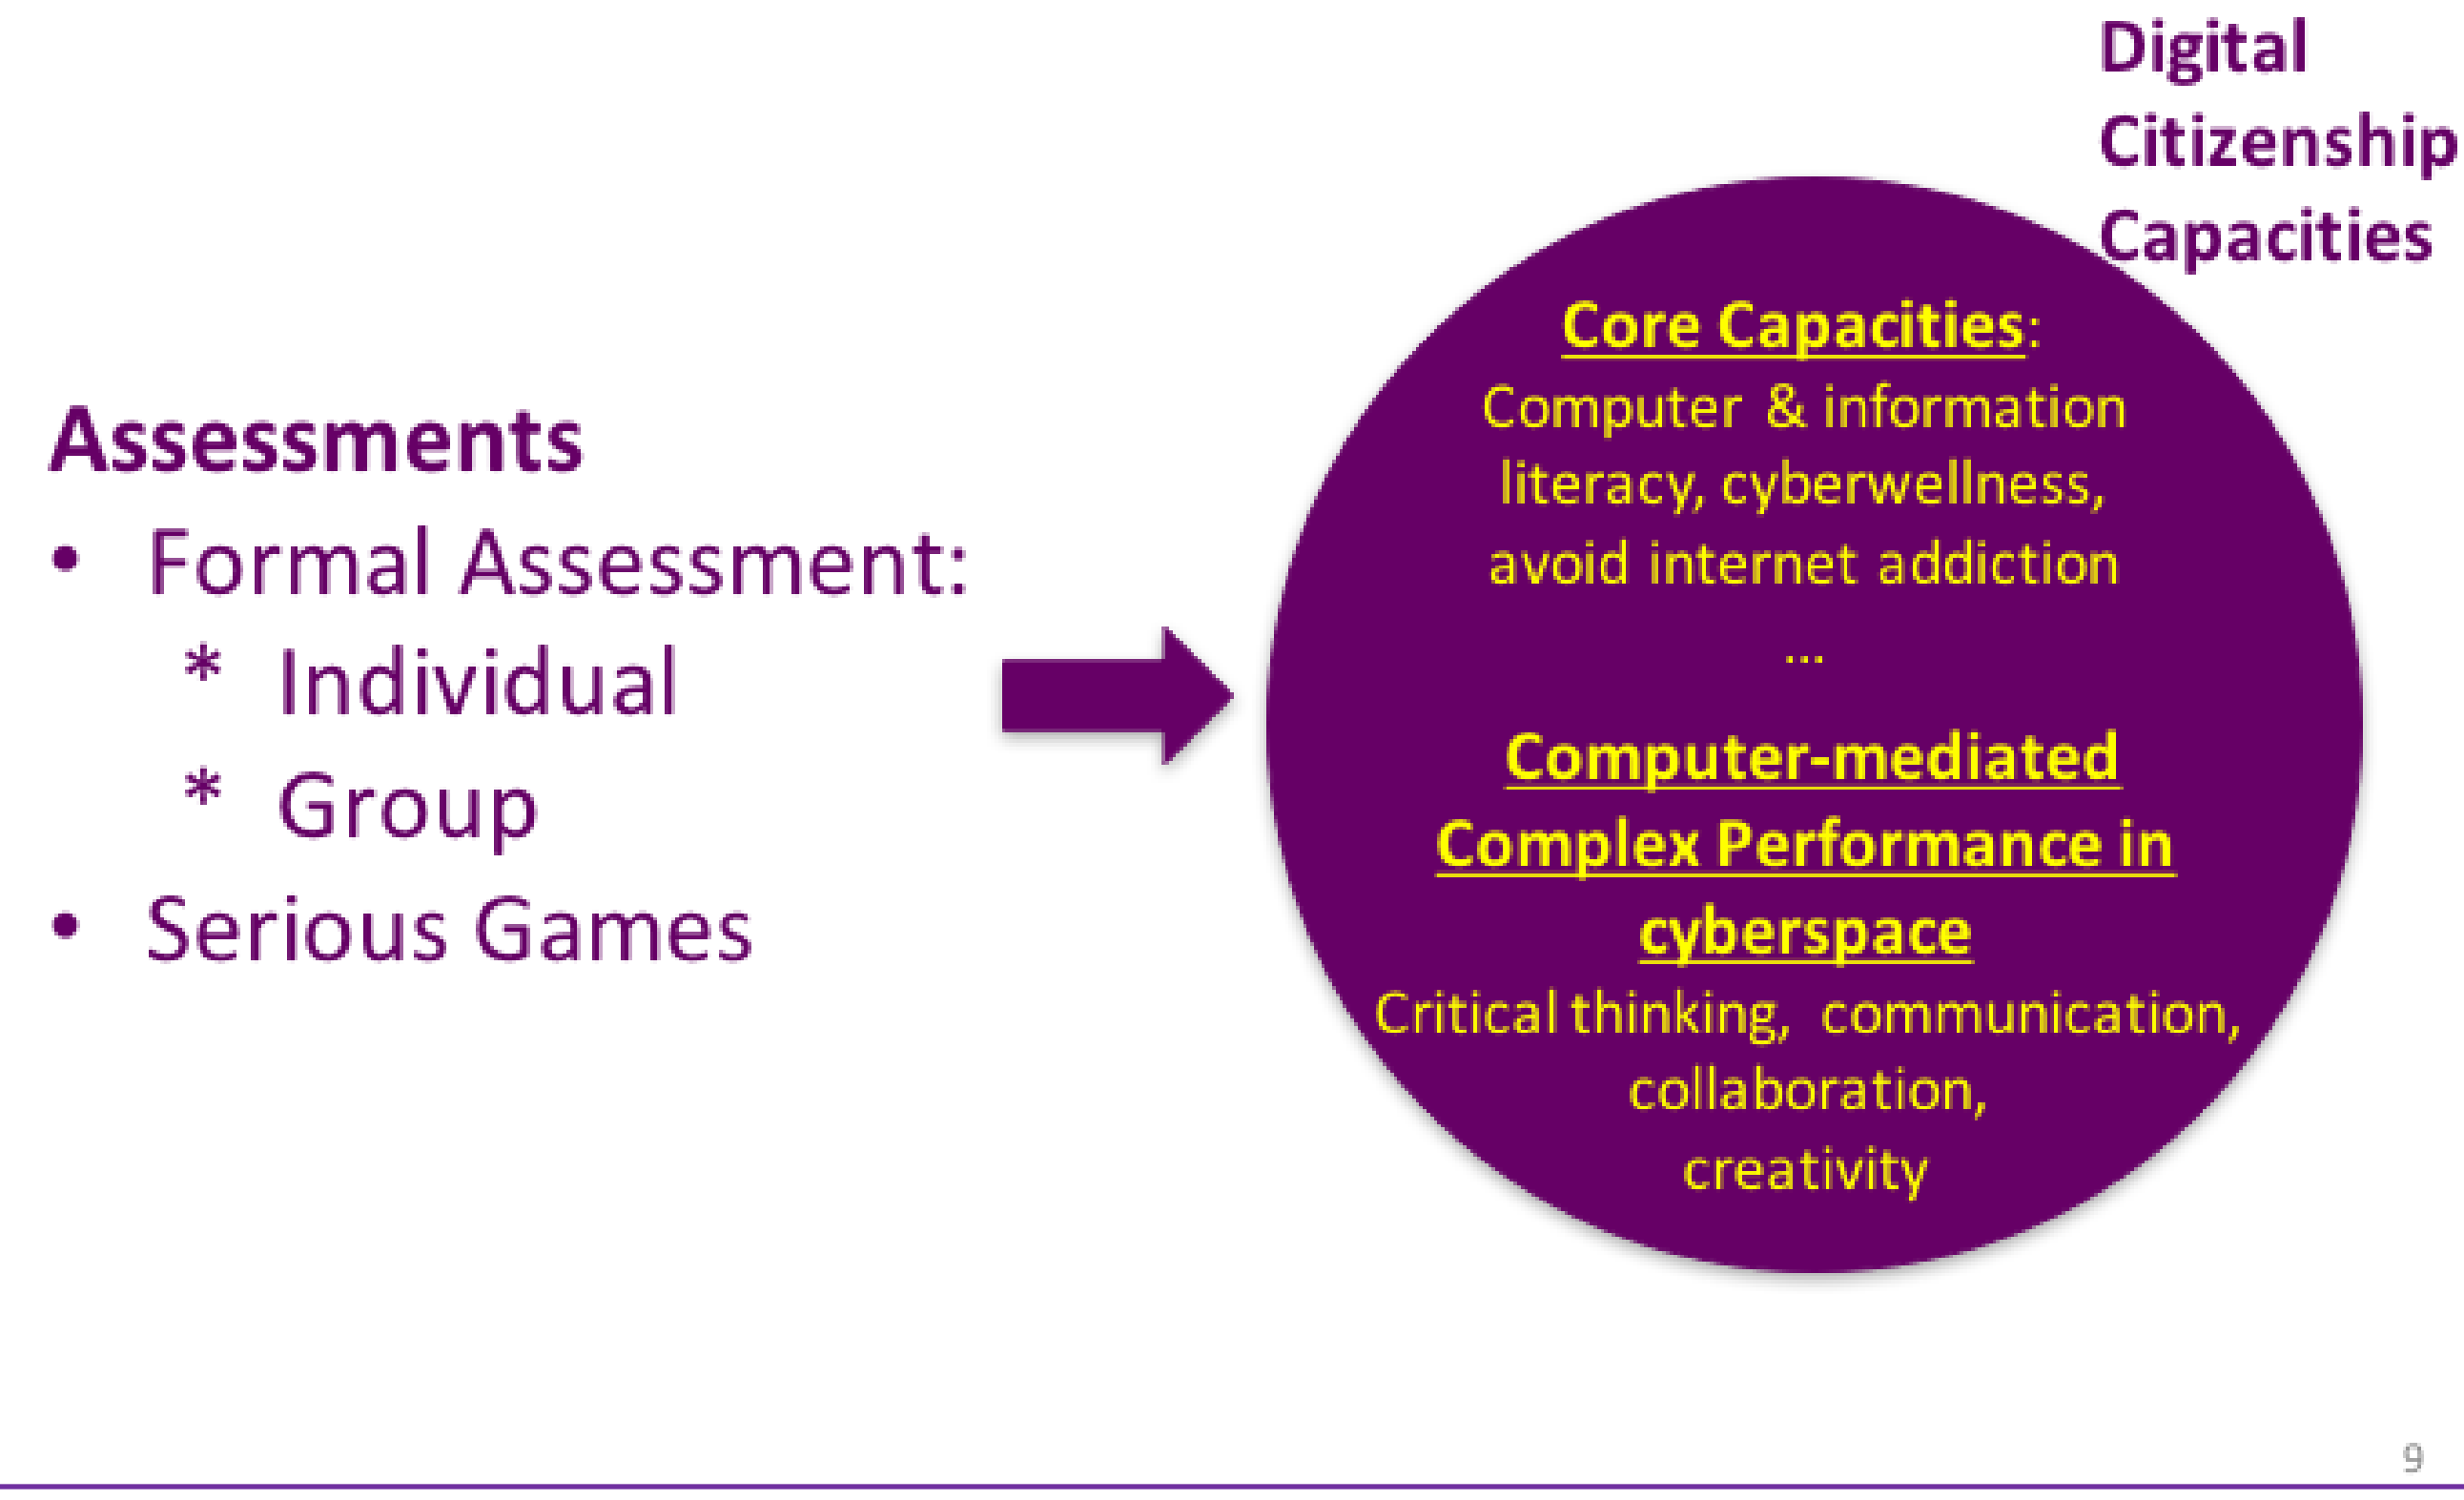 Digital
Citizenship
Capacities
Assessments
• Formal Assessment:
* Individual
* Group
• Serious Games
Core Capacities:
Computer & information
literacy, cyberwellness,
avoid internet addiction
...
Computer-mediated
Complex Performance in
cyberspace
Critical thinking, communication,
collaboration,
creativity
9